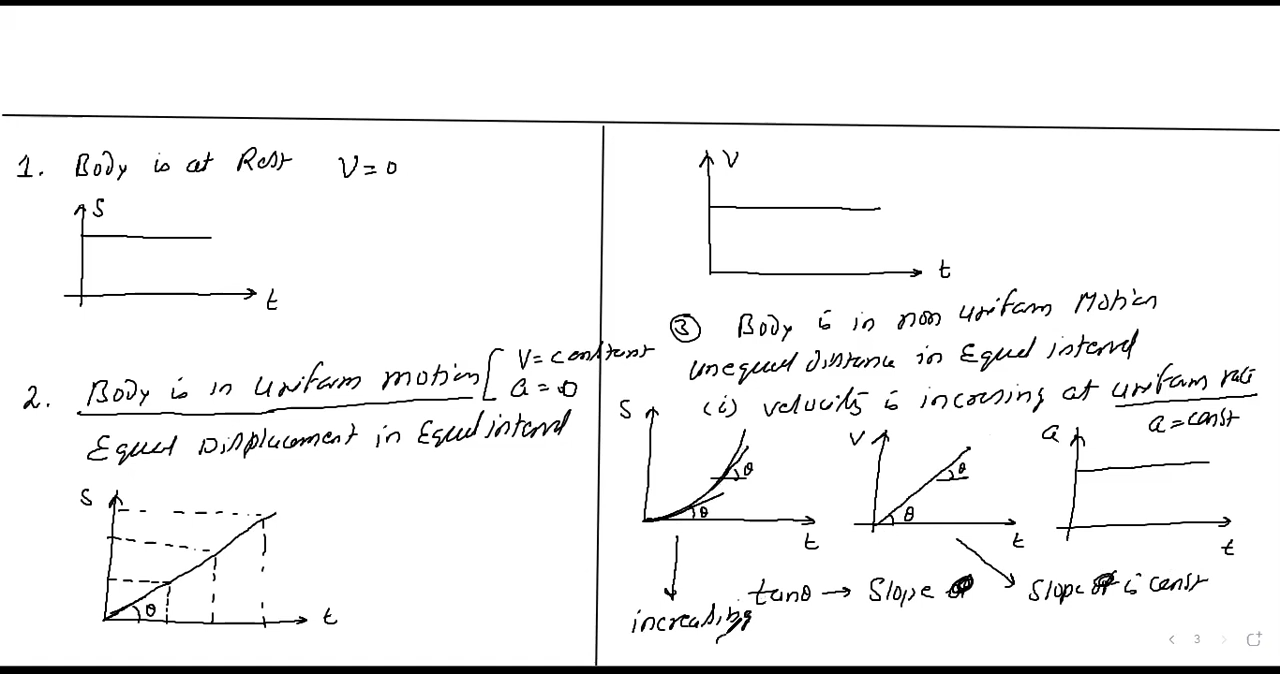 1. Body is at Rest V = 0
S
t
2. Body is in uniform motion [ V = constant
a = 0
Equal Displacement in Equal interval
S
θ
t
V
t
③ Body is in non uniform Motion
unequal distance in Equal interval
(i) velocity is increasing at uniform rate
a = const
S
θ
θ
t
V
θ
θ
t
a
t
increasing
tanθ → Slope
Slope is const
< 3 >